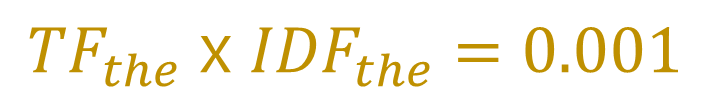 TF_the x IDF_the = 0.001